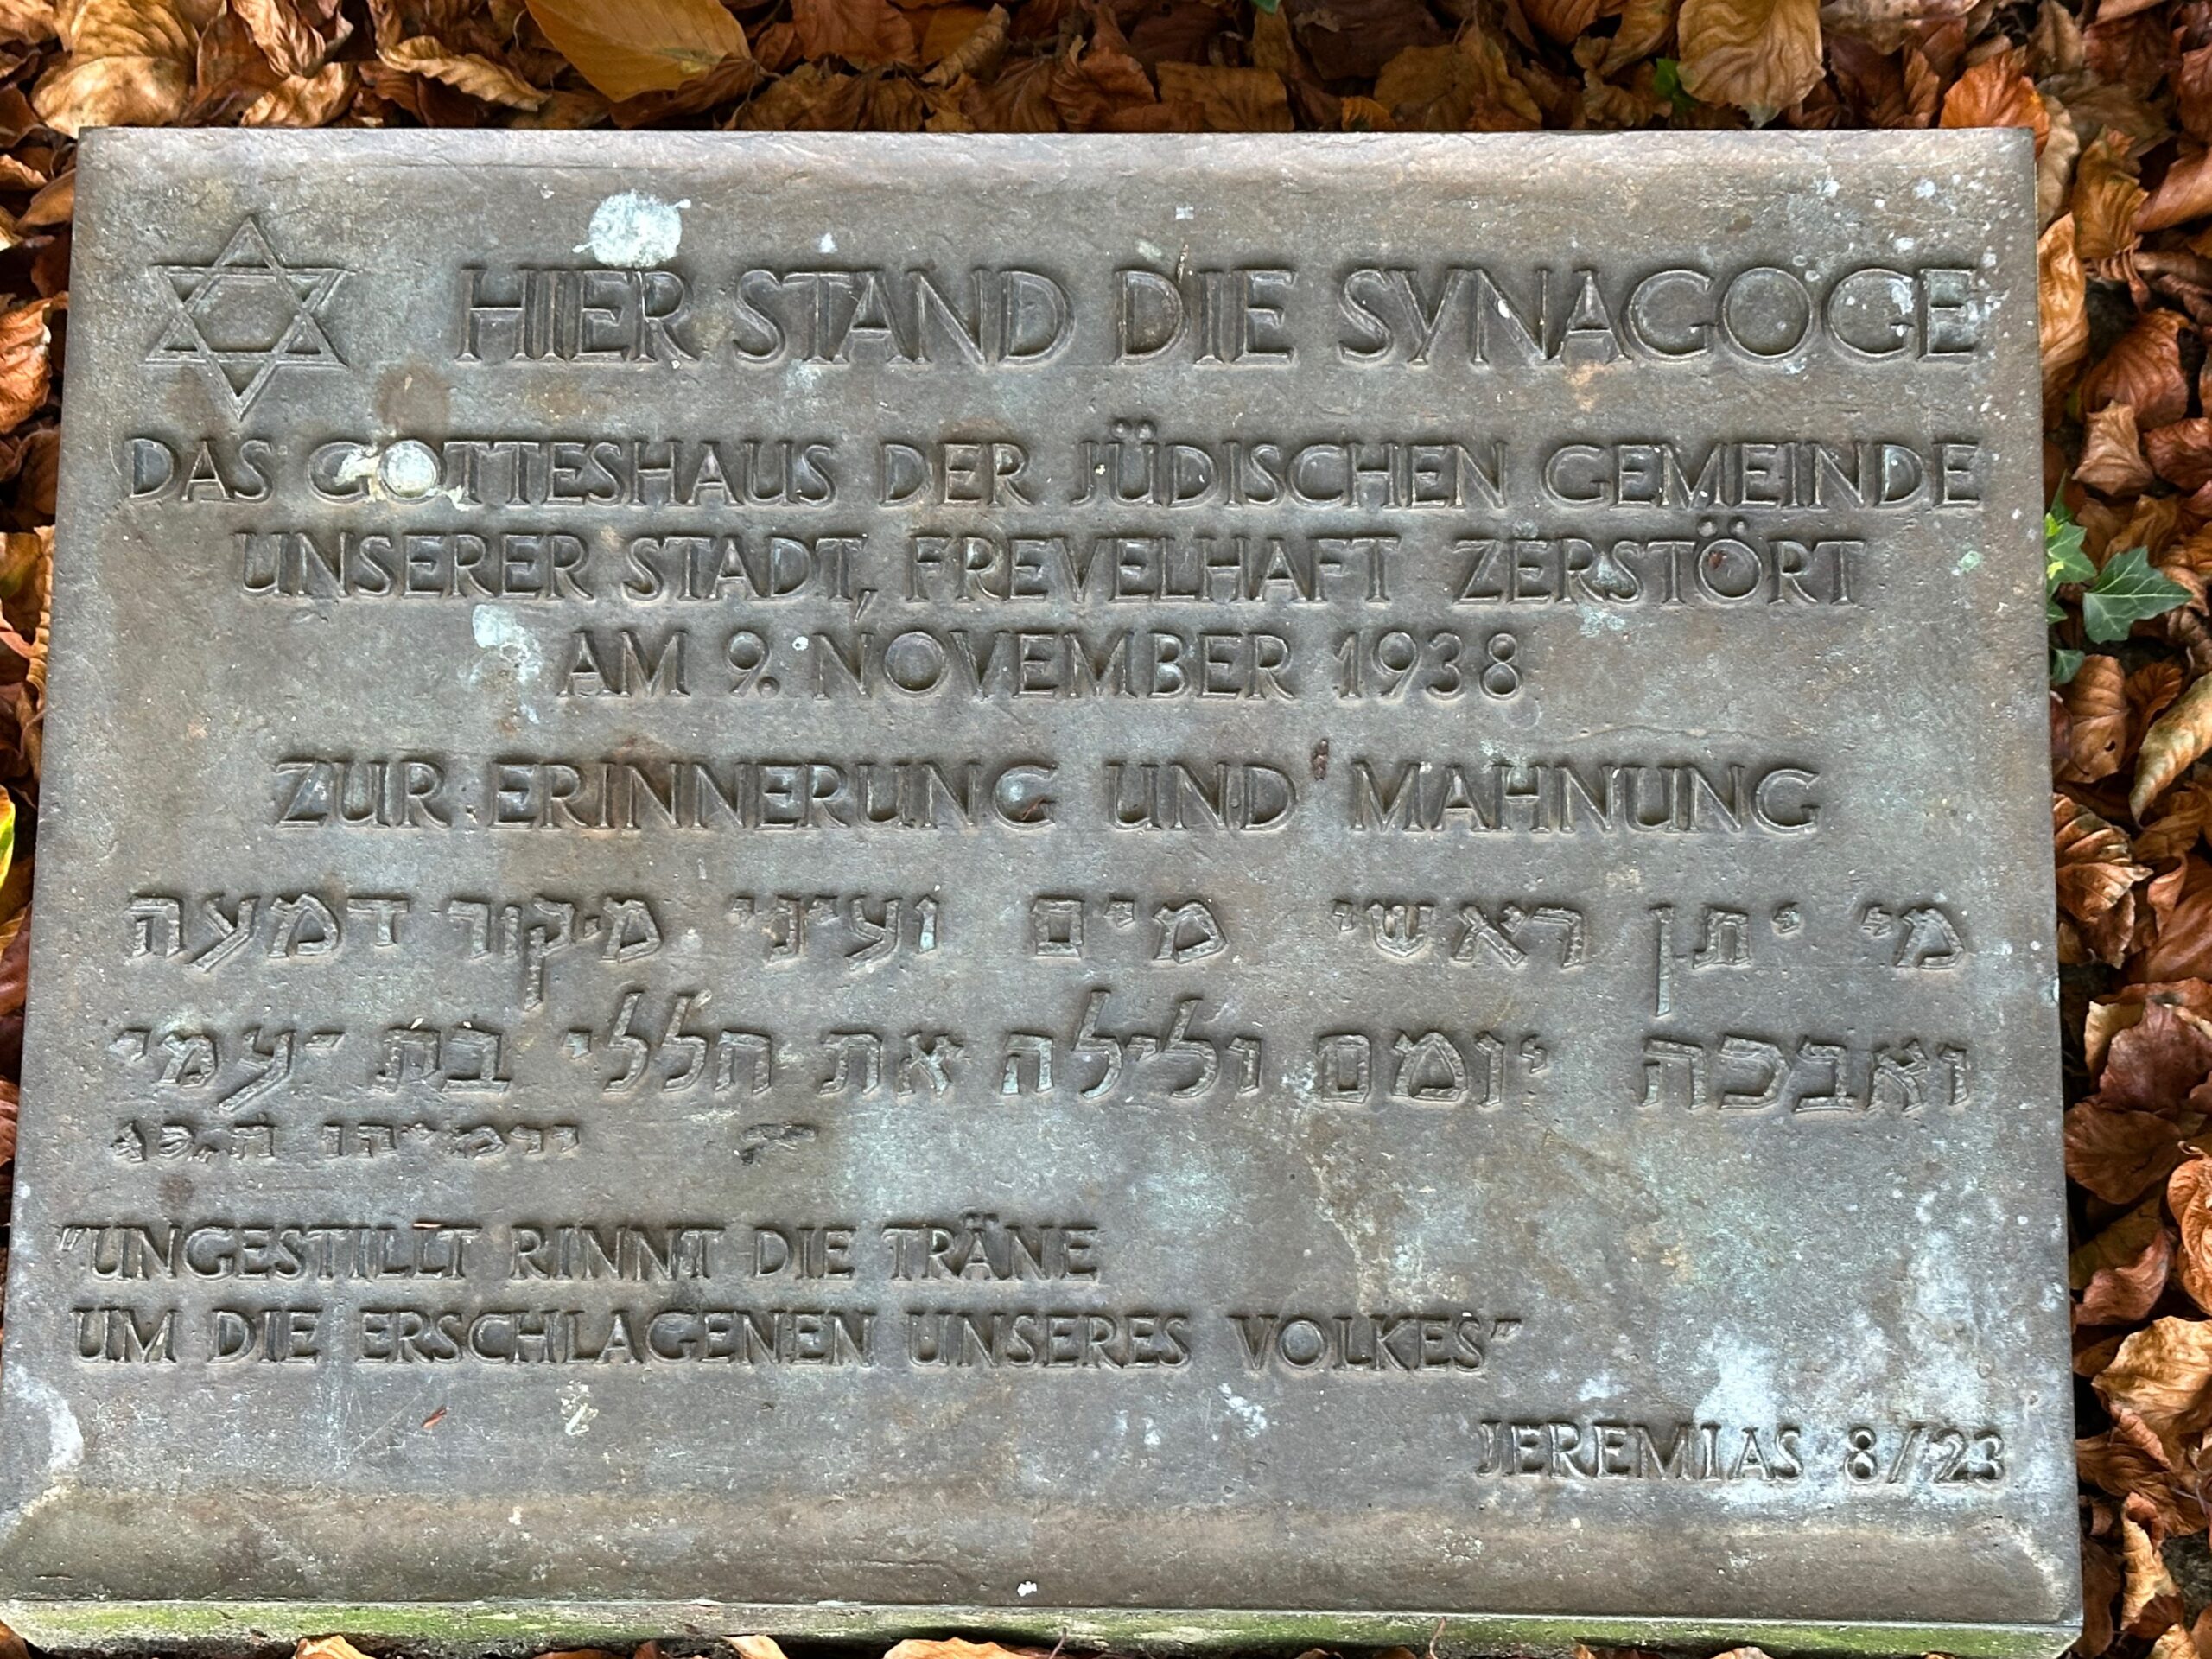 HIER STAND DIE SYNAGOGE
DAS GOTTESHAUS DER JÜDISCHEN GEMEINDE
UNSERER STADT, FREVELHAFT ZERSTÖRT
AM 9. NOVEMBER 1938
ZUR ERINNERUNG UND MAHNUNG
מי יתן ראשי מים ועיני מקור דמעה
ואבכה יומם ולילה את חללי בת -עמי
ירמיהו ח,כג
"UNGESTILLT RINNT DIE TRÄNE
UM DIE ERSCHLAGENEN UNSERES VOLKES"
JEREMIAS 8/23